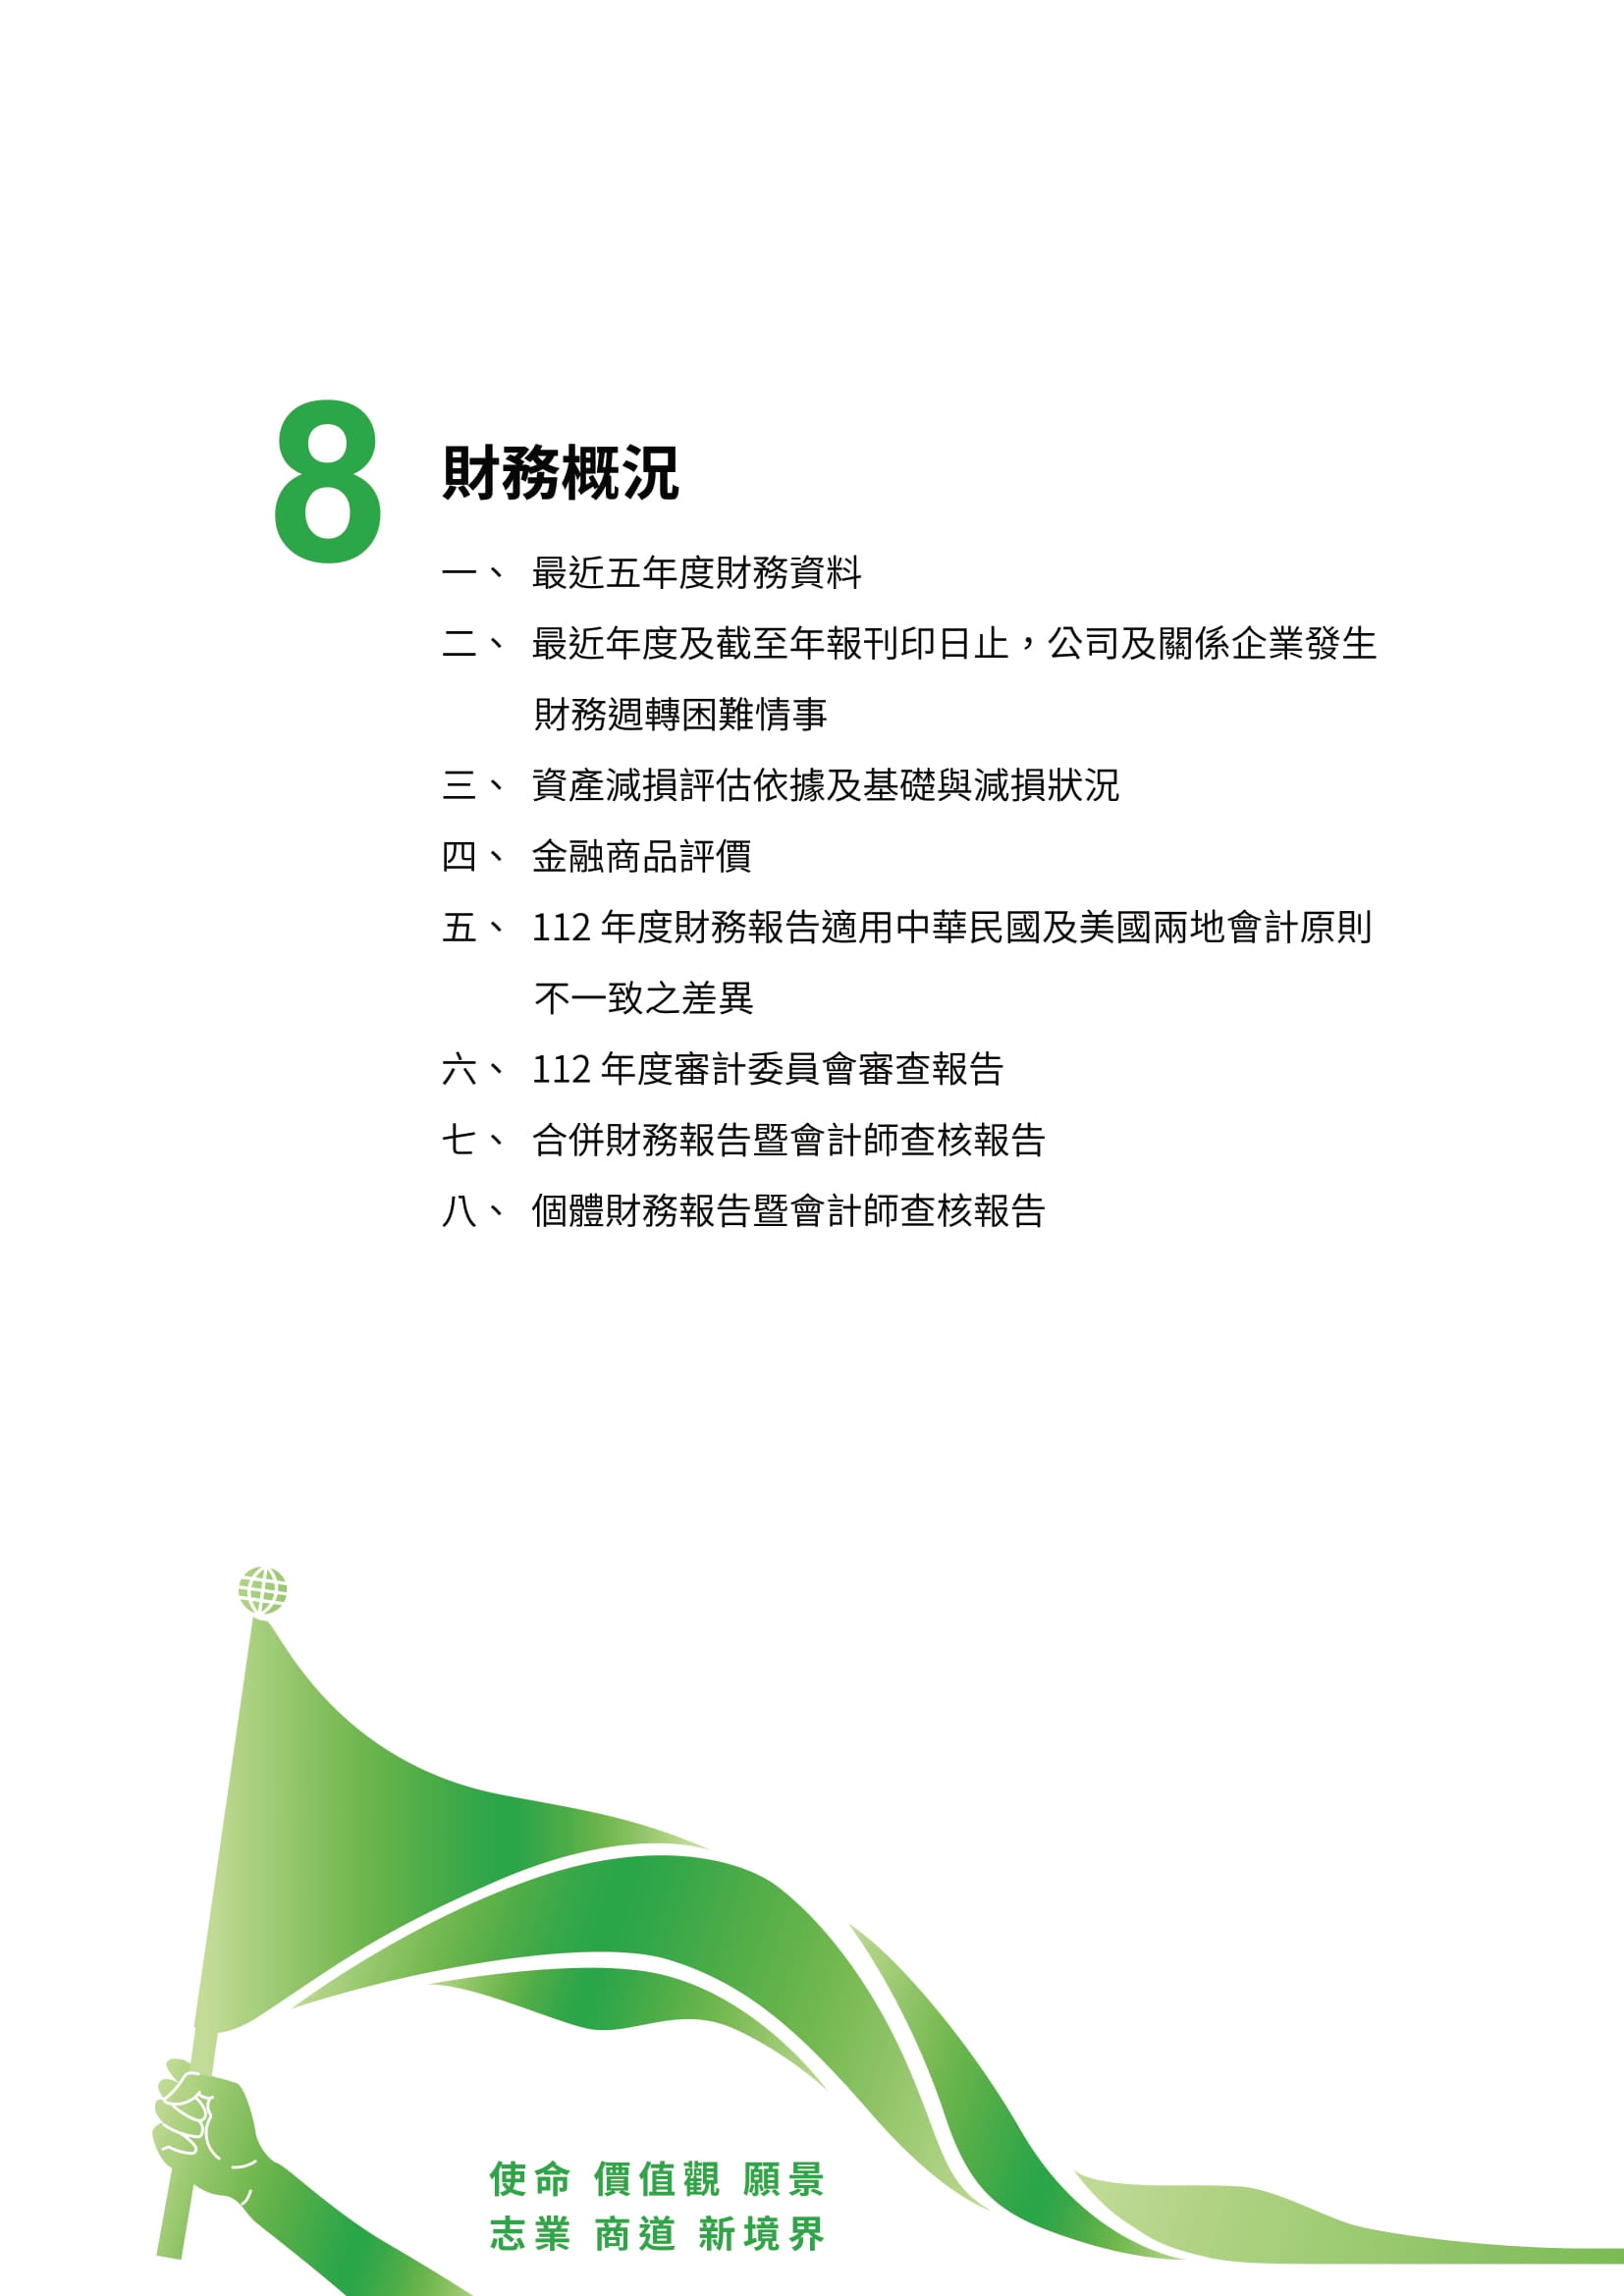 8
財務概況
一、 最近五年度財務資料
二、 最近年度及截至年報刊印日止，公司及關係企業發生
財務週轉困難情事
三、 資產減損評估依據及基礎與減損狀況
四、 金融商品評價
五、 112 年度財務報告適用中華民國及美國兩地會計原則
不一致之差異
六、 112 年度審計委員會審查報告
七、 合併財務報告暨會計師查核報告
八、 個體財務報告暨會計師查核報告
使命 價值觀 願景
志業 商道 新境界